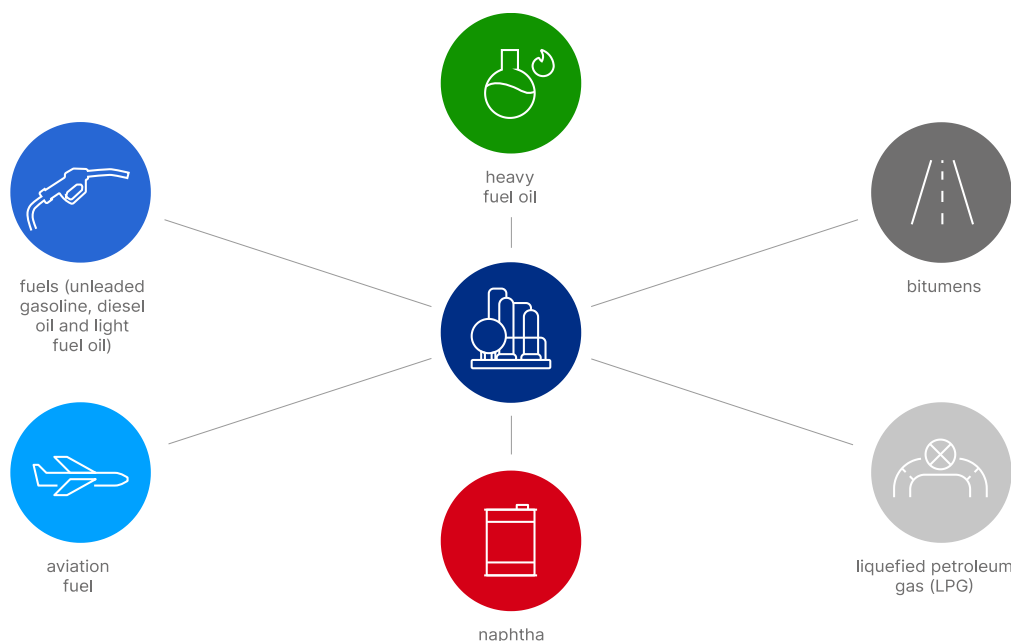 heavy
fuel oil
fuels (unleaded
gasoline, diesel
oil and light
fuel oil)
bitumens
aviation
fuel
liquefied petroleum
gas (LPG)
naphtha